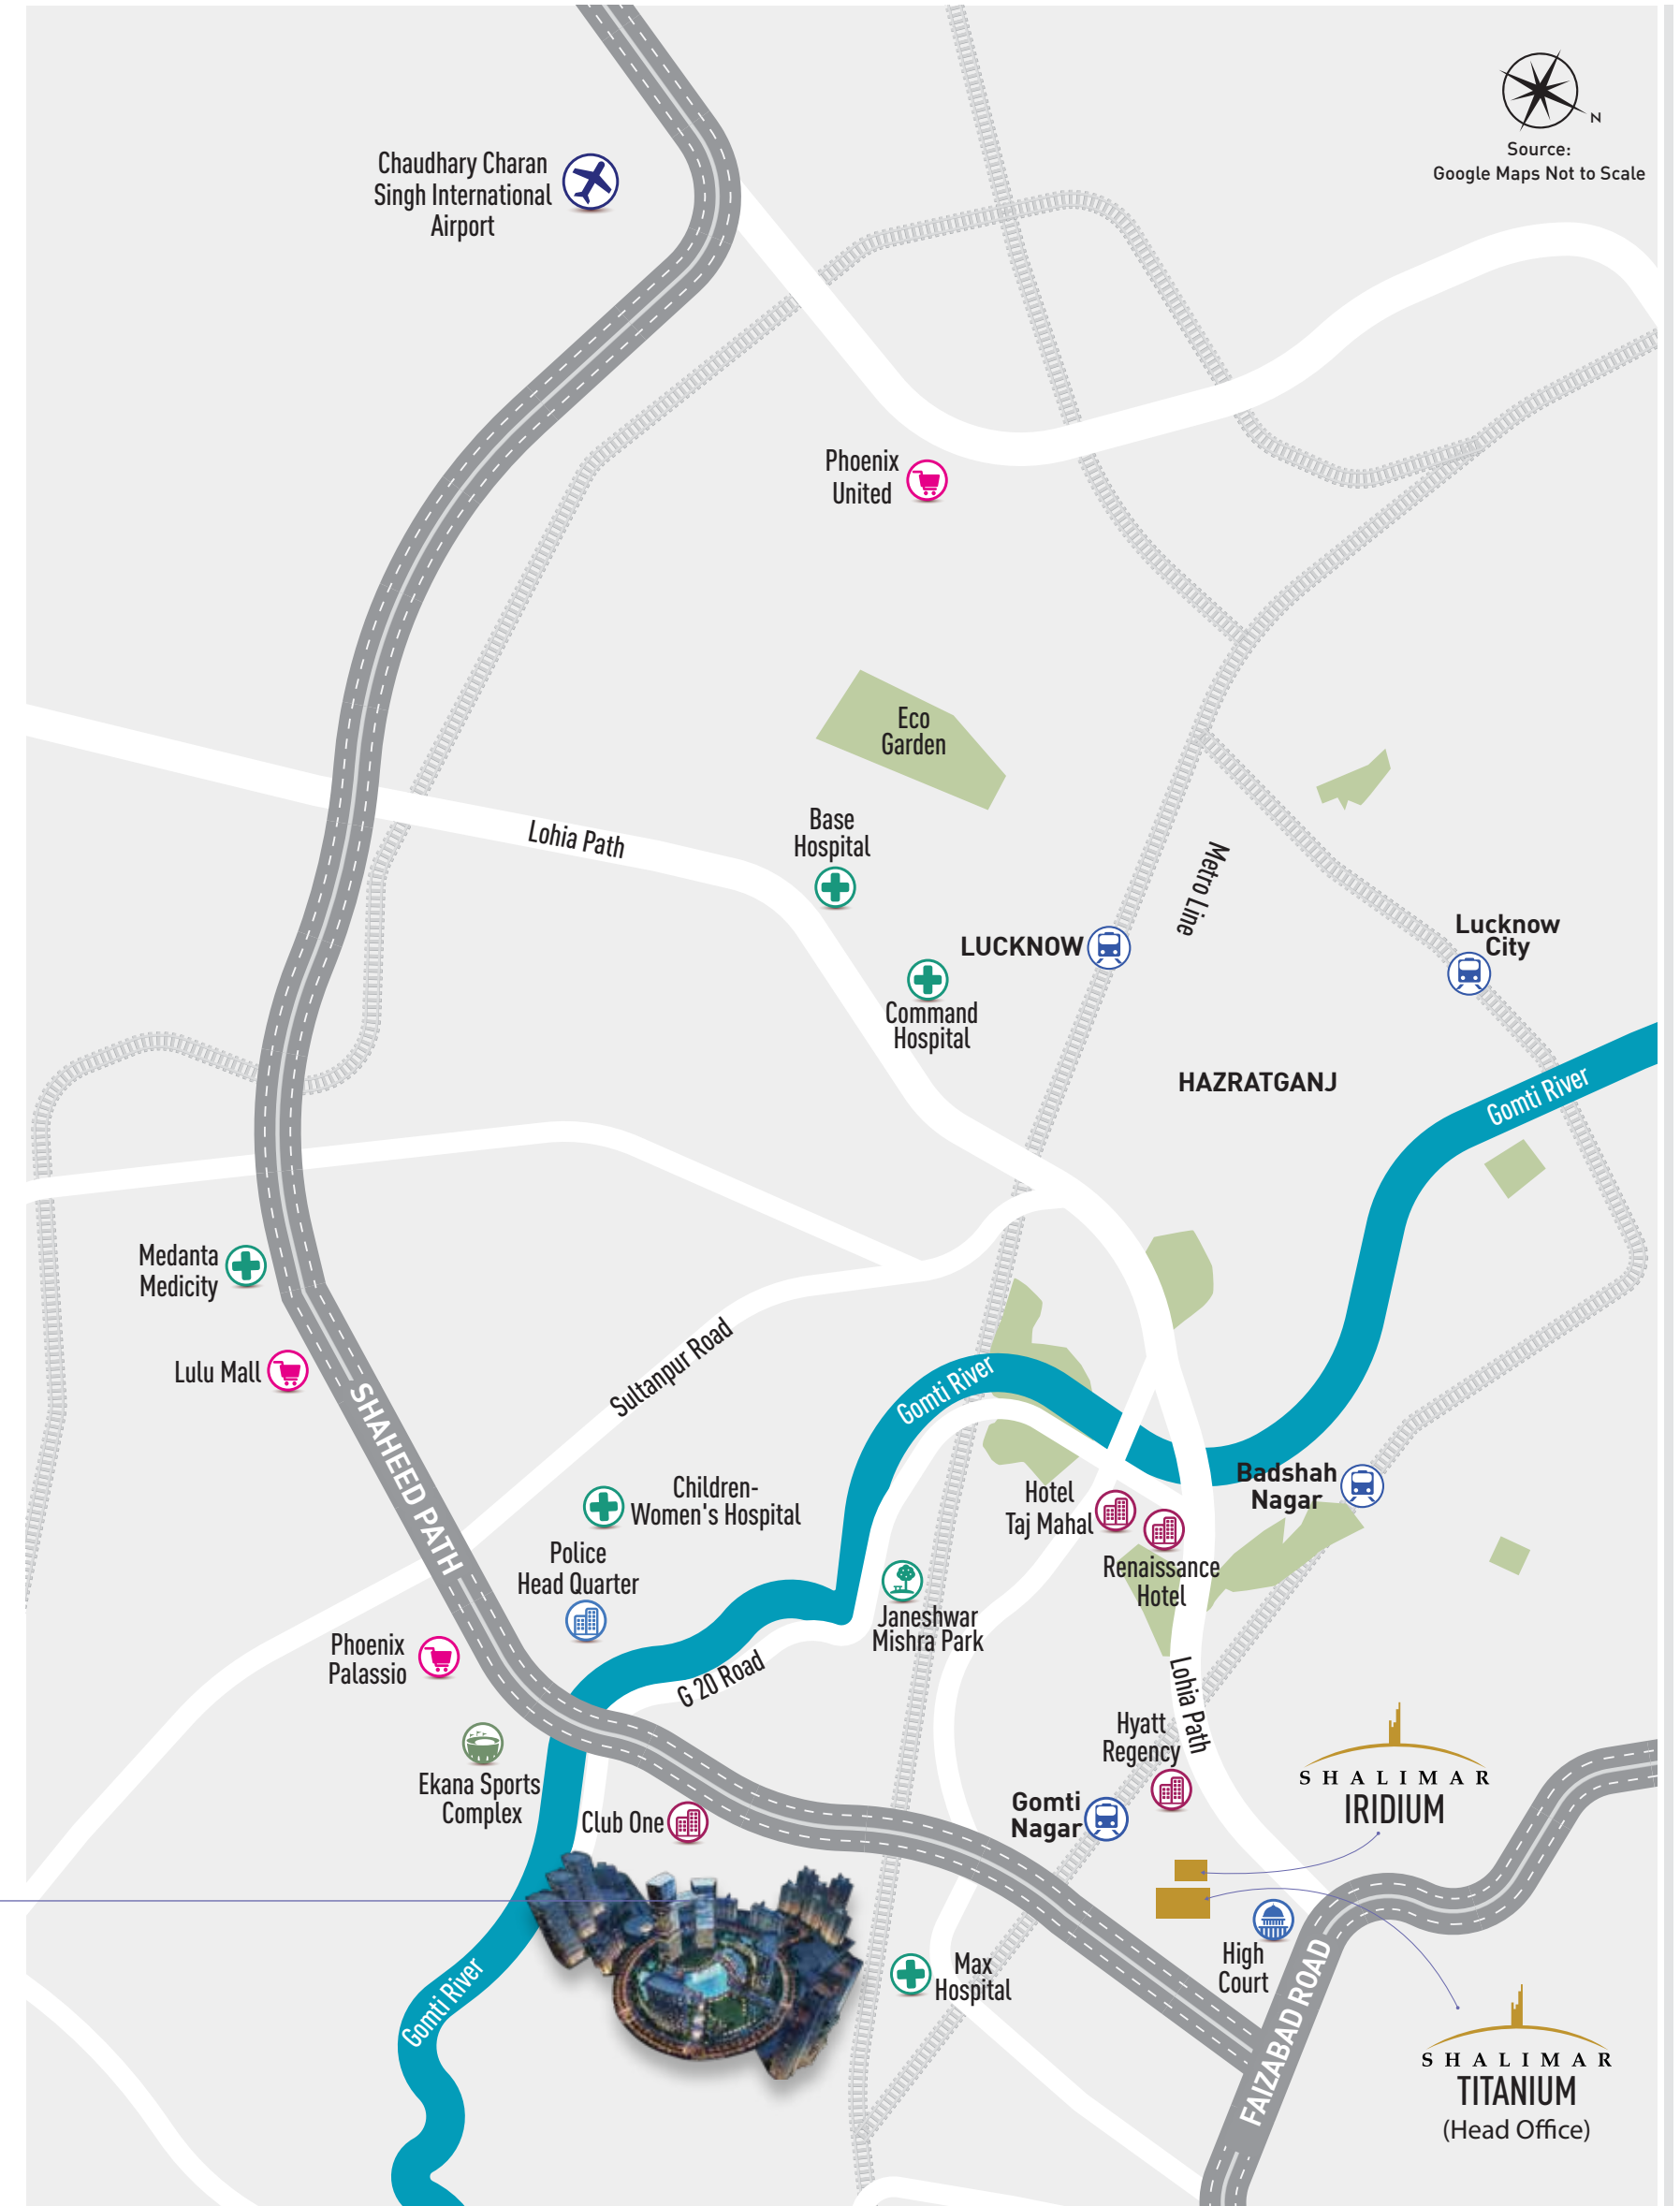 N
Source:
Google Maps Not to Scale
Chaudhary Charan
Singh International
Airport
Phoenix
United
Eco
Garden
Base
Hospital
Lohia Path
Metro Line
LUCKNOW
Lucknow
City
Command
Hospital
HAZRATGANJ
Gomti River
Medanta
Medicity
Lulu Mall
Sultanpur Road
Gomti River
SHAHEED PATH
Children-
Women's Hospital
Hotel
Taj Mahal
Badshah
Nagar
Police
Head Quarter
Renaissance
Hotel
Janeshwar
Mishra Park
Phoenix
Palassio
G 20 Road
Lohia Path
Hyatt
Regency
Ekana Sports
Complex
Club One
Gomti
Nagar
SHALIMAR
IRIDIUM
High
Court
Max
Hospital
Gomti River
FAIZABAD ROAD
SHALIMAR
TITANIUM
(Head Office)